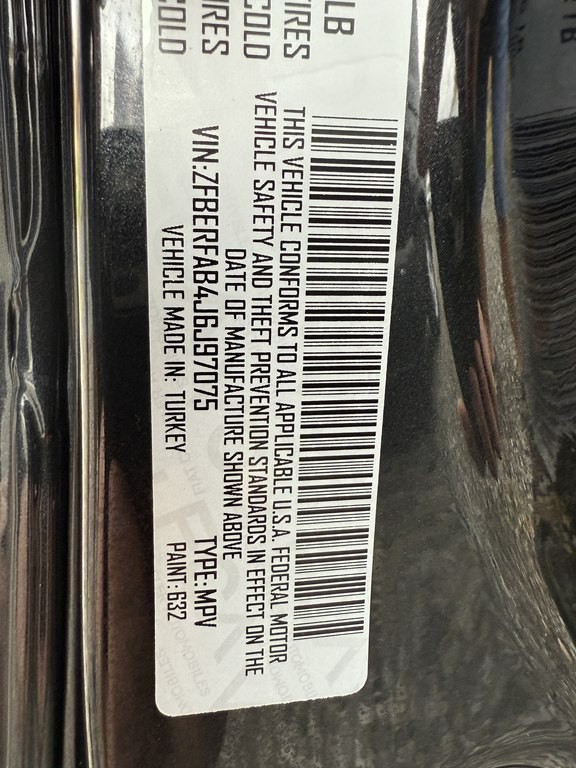 LB
TIRES
COLD
IRES
COLD
THIS VEHICLE CONFORMS TO ALL APPLICABLE U.S.A. FEDERAL MOTOR
VEHICLE SAFETY AND THEFT PREVENTION STANDARDS IN EFFECT ON THE
DATE OF MANUFACTURE SHOWN ABOVE
VIN:ZFBERFAB4J6J97075 TYPE:MPV
VEHICLE MADE IN: TURKEY PAINT:632